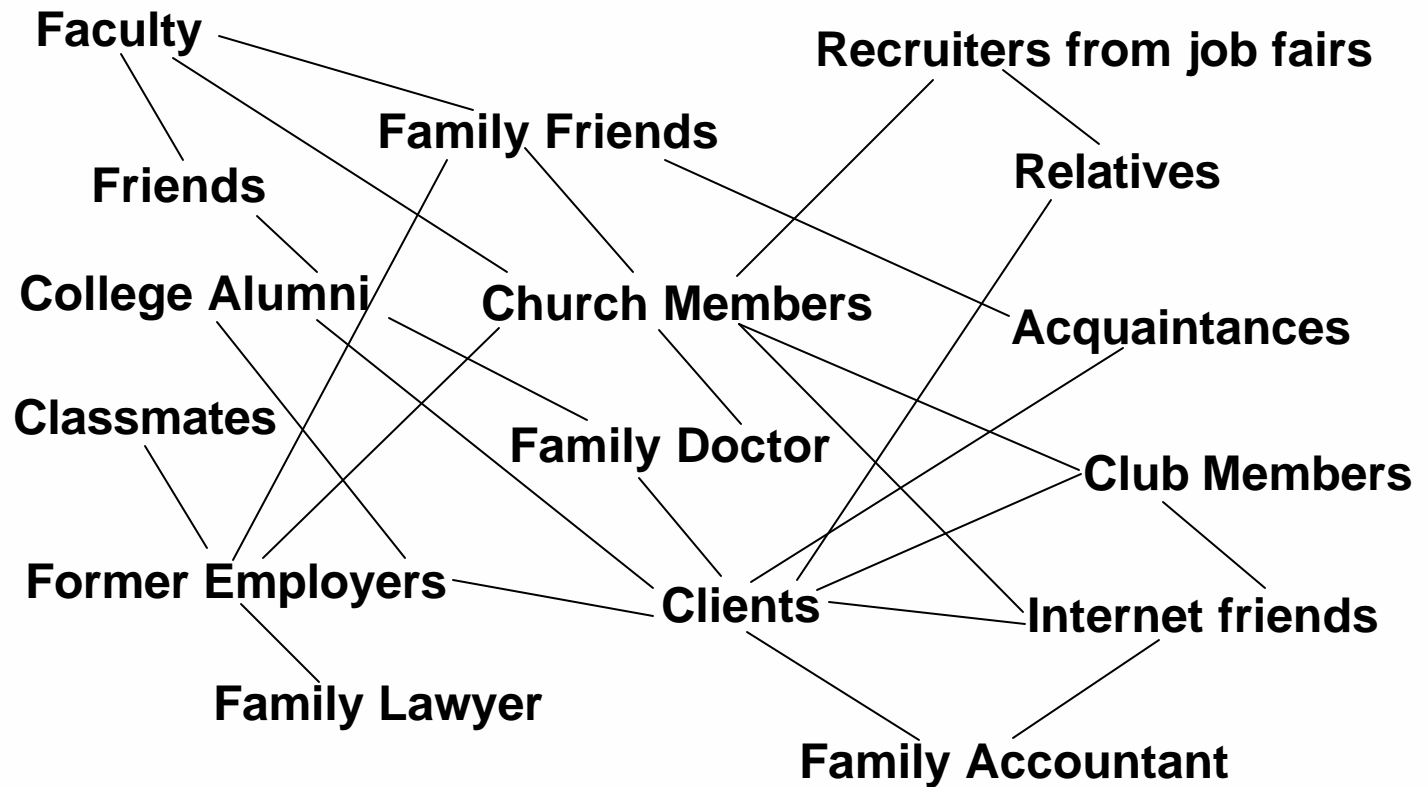 Faculty
Recruiters from job fairs
Family Friends
Relatives
Friends
College Alumni
Church Members
Acquaintances
Classmates
Family Doctor
Club Members
Former Employers
Clients
Internet friends
Family Lawyer
Family Accountant